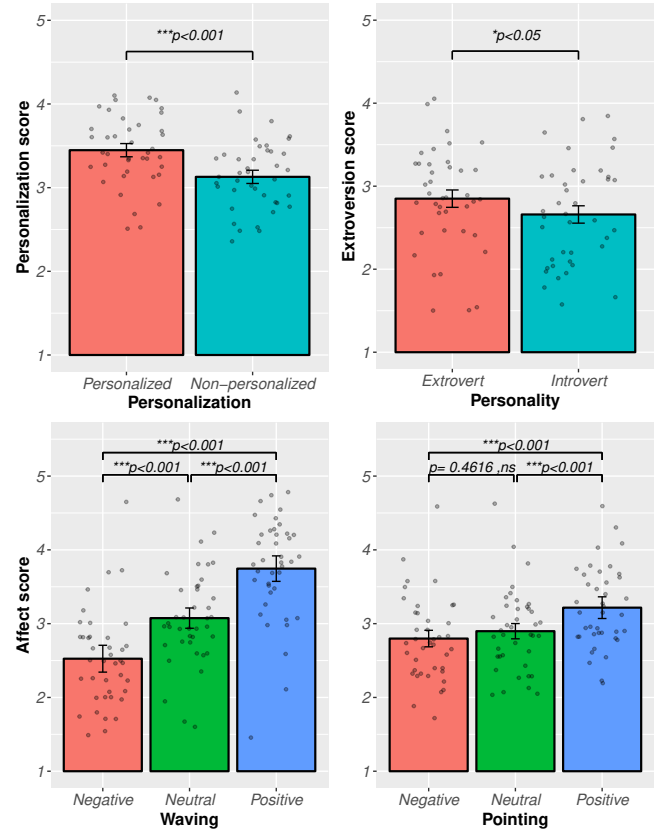 ***p<0.001
Personalization score
5
4
3
2
1
Personalized Non−personalized
Personalization
*p<0.05
Extroversion score
5
4
3
2
1
Extrovert Introvert
Personality
***p<0.001
***p<0.001 ***p<0.001
Affect score
5
4
3
2
1
Negative Neutral Positive
Waving
***p<0.001
p= 0.4616 ,ns ***p<0.001
5
4
3
2
1
Negative Neutral Positive
Pointing